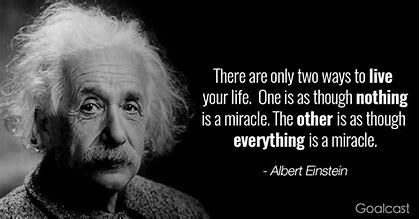 There are only two ways to live
your life. One is as though nothing
is a miracle. The other is as though
everything is a miracle.
- Albert Einstein
Goalcast